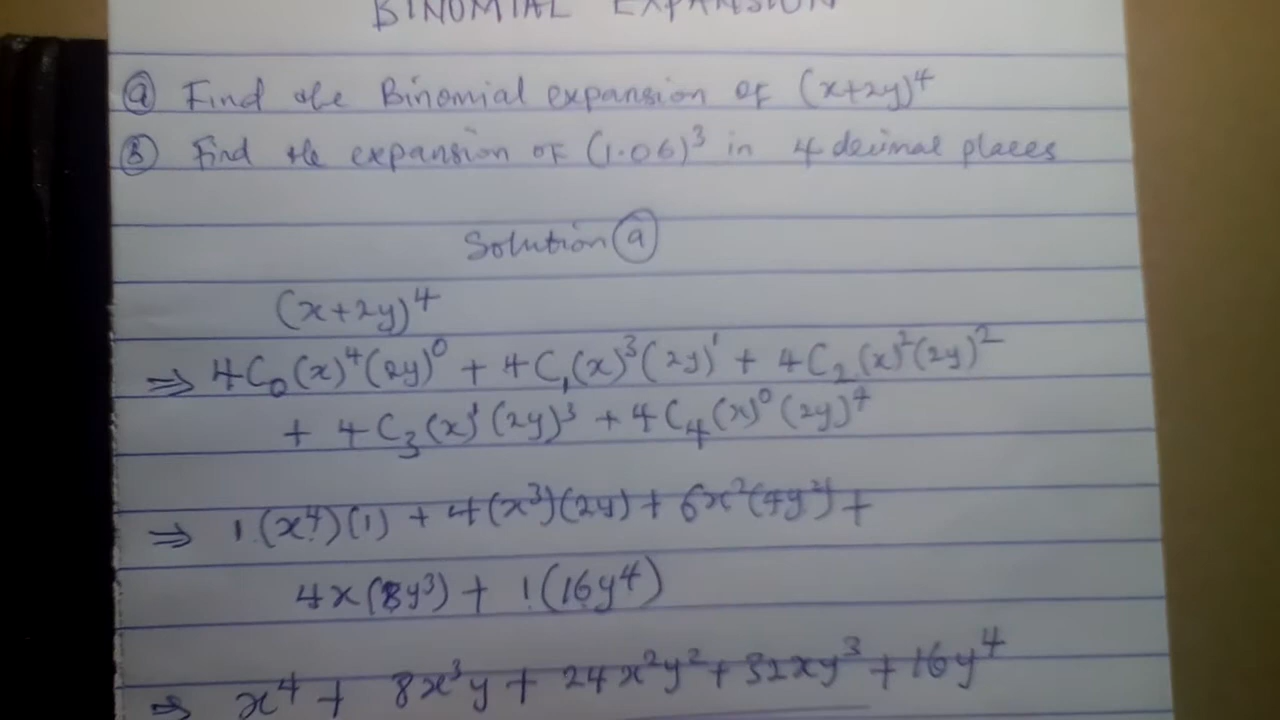 BINOMIAL EXPANSION
(a) Find the Binomial expansion of (x+2y)⁴
(b) Find the expansion of (1.06)³ in 4 decimal places
Solution (a)
(x+2y)⁴
⇒ 4C₀(x)⁴(2y)⁰ + 4C₁(x)³(2y)¹ + 4C₂(x)²(2y)²
+ 4C₃(x)¹(2y)³ + 4C₄(x)⁰(2y)⁴
⇒ 1(x⁴)(1) + 4(x³)(2y) + 6x²(4y²) +
4x(8y³) + 1(16y⁴)
⇒ x⁴ + 8x³y + 24x²y² + 32xy³ + 16y⁴